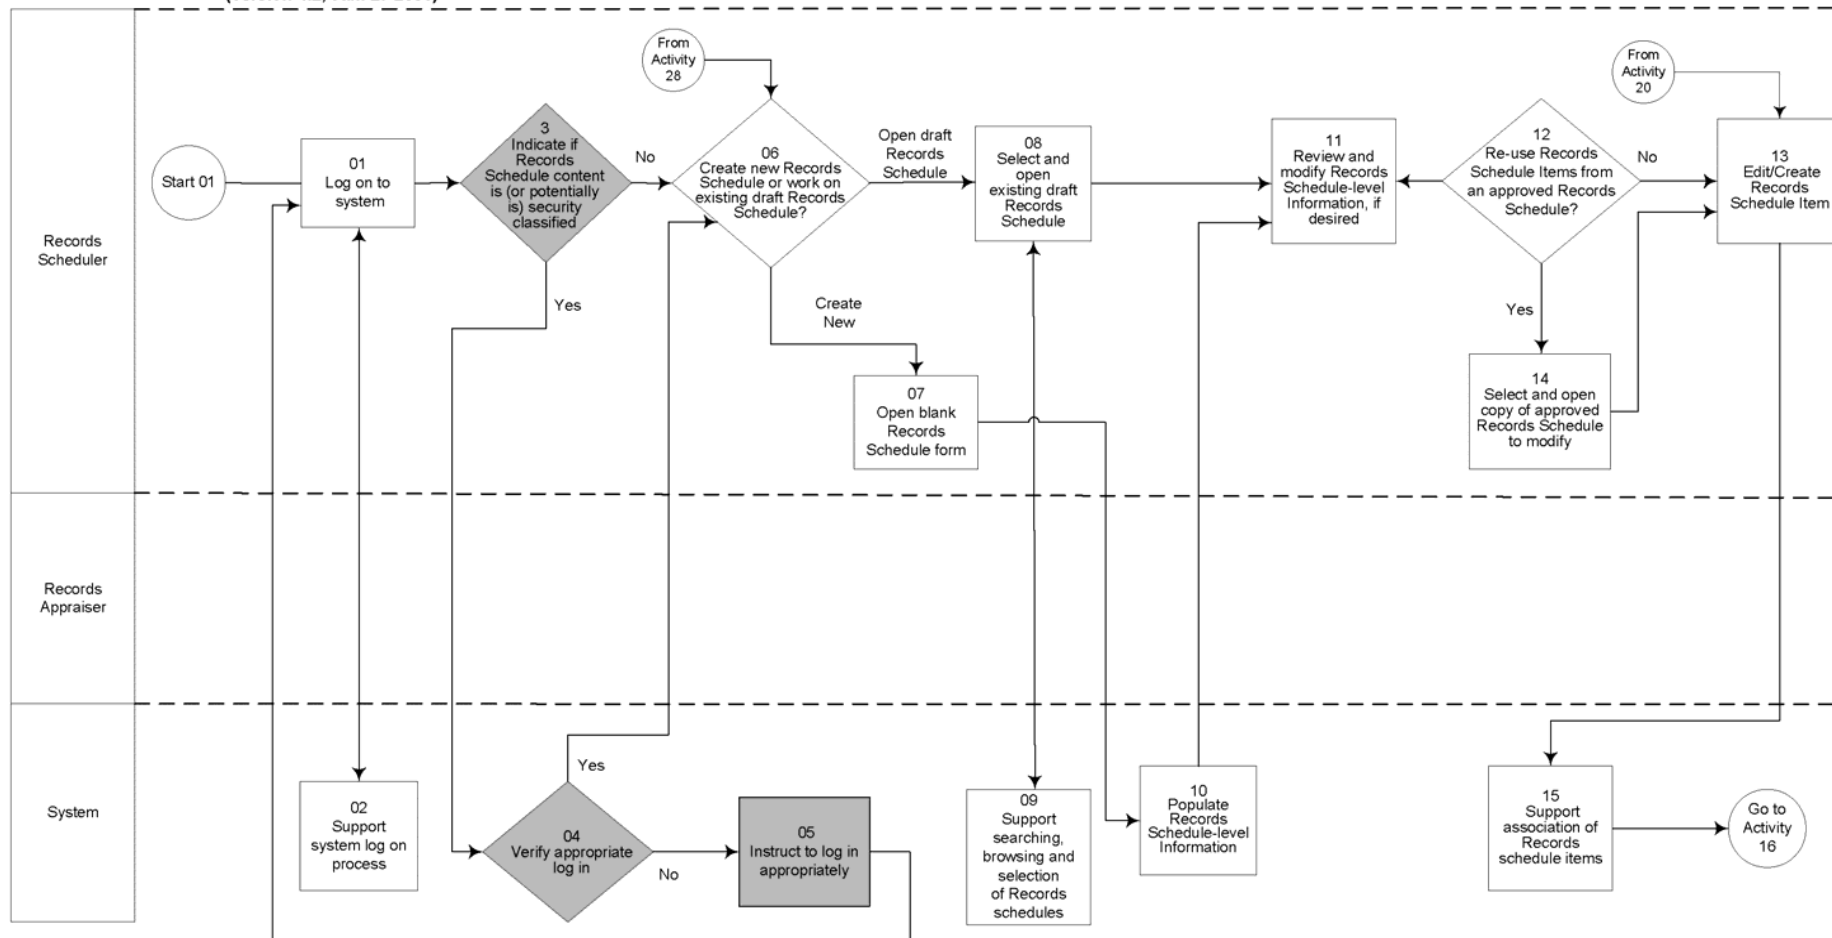 From
Activity
28
From
Activity
20
Start 01
01
Log on to
system
3
Indicate if
Records
Schedule content
is (or potentially
is) security
classified
No
Yes
06
Create new Records
Schedule or work on
existing draft Records
Schedule?
Open draft
Records
Schedule
Create
New
08
Select and
open
existing draft
Records
Schedule
11
Review and
modify Records
Schedule-level
Information, if
desired
12
Re-use Records
Schedule Items from
an approved Records
Schedule?
No
Yes
13
Edit/Create
Records
Schedule Item
Records
Scheduler
07
Open blank
Records
Schedule form
14
Select and open
copy of approved
Records Schedule
to modify
Records
Appraiser
System
02
Support
system log on
process
Yes
04
Verify appropriate
log in
No
05
Instruct to log in
appropriately
09
Support
searching,
browsing and
selection
of Records
schedules
10
Populate
Records
Schedule-level
Information
15
Support
association of
Records
schedule items
Go to
Activity
16